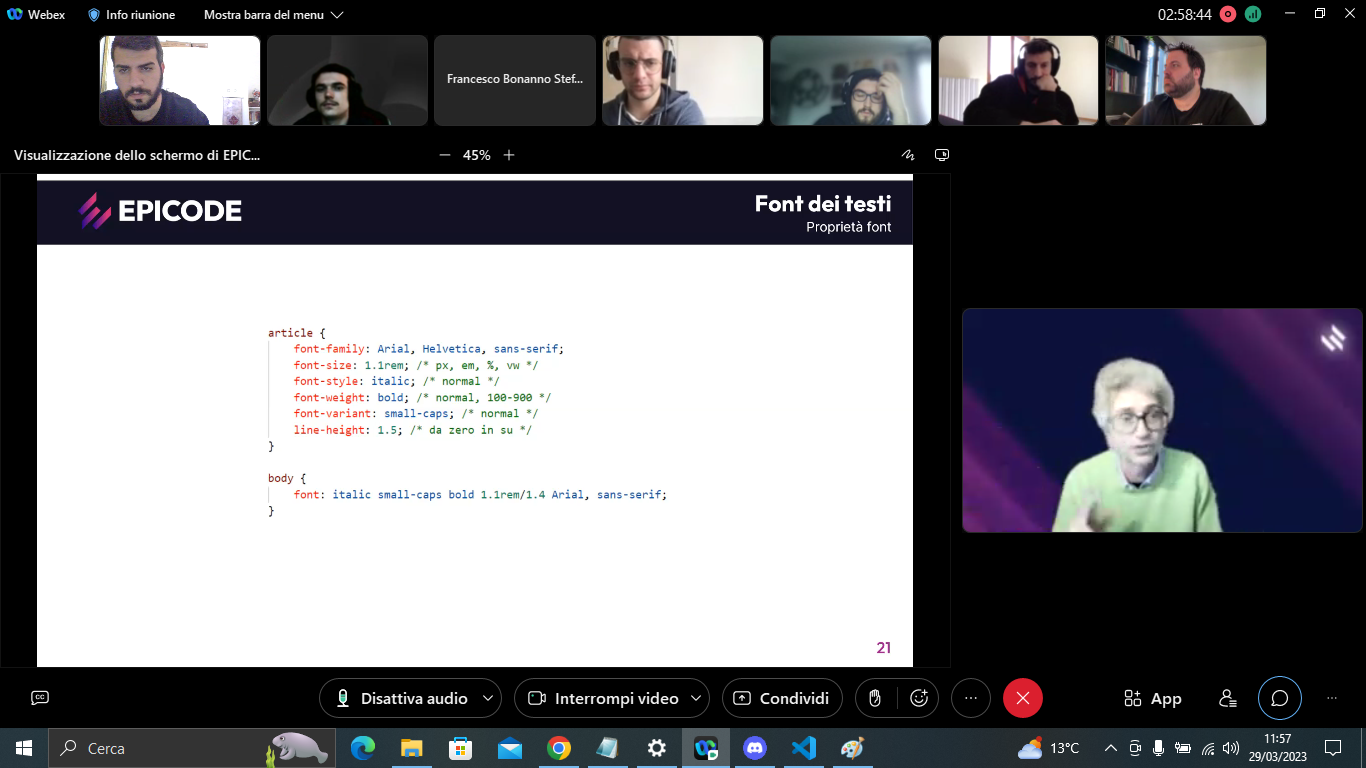 Webex Info riunione Mostra barra del menu 02:58:44
Francesco Bonanno Stef...
Visualizzazione dello schermo di EPIC... 45%
EPICODE
Font dei testi
Proprietà font
article {
font-family: Arial, Helvetica, sans-serif;
font-size: 1.1rem; /* px, em, %, vw */
font-style: italic; /* normal */
font-weight: bold; /* normal, 100-900 */
font-variant: small-caps; /* normal */
line-height: 1.5; /* da zero in su */
}
body {
font: italic small-caps bold 1.1rem/1.4 Arial, sans-serif;
}
21
CC Disattiva audio Interrompi video Condividi App
Cerca 13°C 11:57
29/03/2023